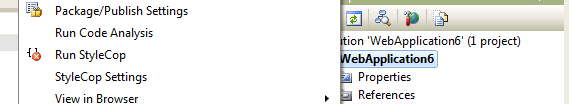 Package/Publish Settings
Run Code Analysis
Run StyleCop
StyleCop Settings
View in Browser
ution 'WebApplication6' (1 project)
WebApplication6
Properties
References